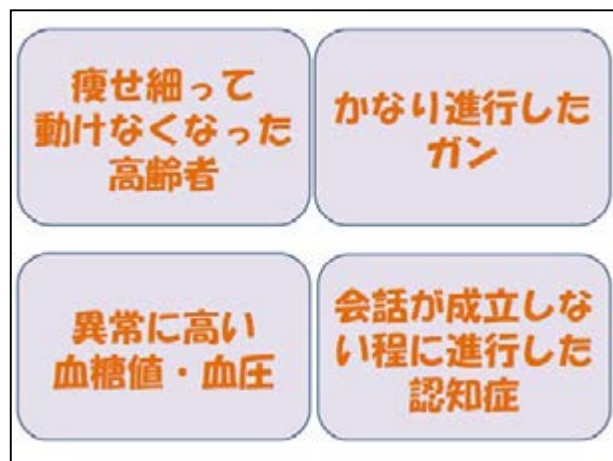 痩せ細って
動けなくなった
高齢者
かなり進行した
ガン
異常に高い
血糖値・血圧
会話が成立しな
い程に進行した
認知症